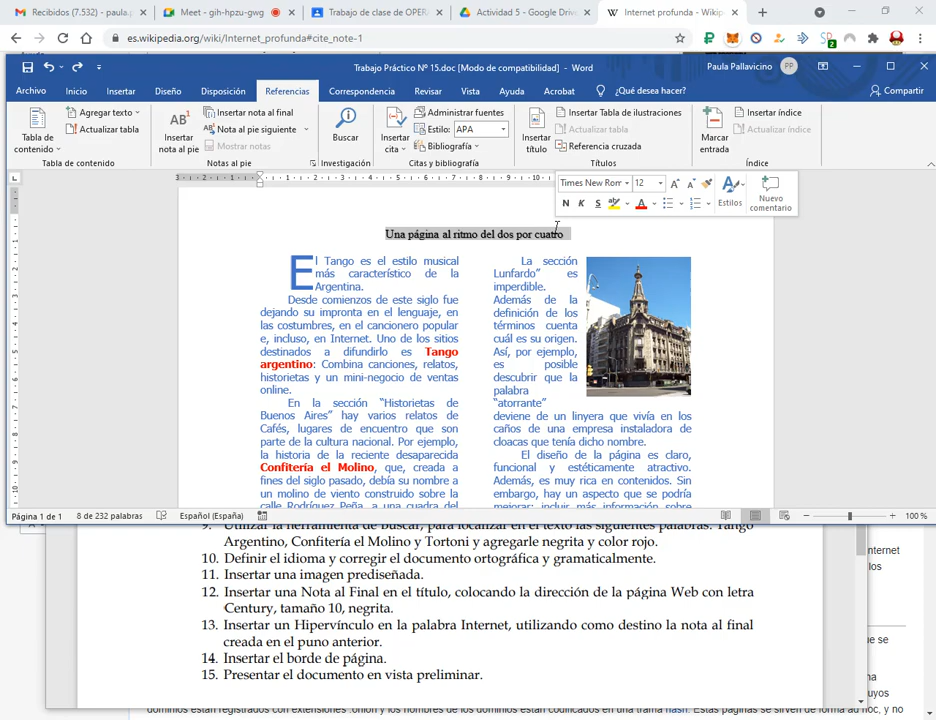 Recibidos (7.532) - paula.p
Meet - gih-hpzu-gwg
Trabajo de clase de OPERA
Actividad 5 - Google Drive
Internet profunda - Wikip
es.wikipedia.org/wiki/Internet_profunda#cite_note-1
Trabajo Práctico Nº 15.doc [Modo de compatibilidad] - Word
Paula Pallavicino
PP
Archivo Inicio Insertar Diseño Disposición Referencias Correspondencia Revisar Vista Ayuda Acrobat ¿Qué desea hacer? Compartir
Tabla de contenido
Agregar texto
Actualizar tabla
Tabla de contenido
AB¹
Insertar nota al pie
Insertar nota al final
Nota al pie siguiente
Mostrar notas
Notas al pie
Buscar
Investigación
Insertar cita
Administrar fuentes
Estilo: APA
Bibliografía
Citas y bibliografía
Insertar título
Insertar Tabla de ilustraciones
Actualizar tabla
Referencia cruzada
Títulos
Marcar entrada
Insertar índice
Actualizar índice
Índice
Times New Rom 12
N K S
Estilos
Nuevo comentario
Una página al ritmo del dos por cuatro
El Tango es el estilo musical
más característico de la
Argentina.
Desde comienzos de este siglo fue
dejando su impronta en el lenguaje, en
las costumbres, en el cancionero popular
e, incluso, en Internet. Uno de los sitios
destinados a difundirlo es Tango
argentino: Combina canciones, relatos,
historietas y un mini-negocio de ventas
online.
En la sección “Historietas de
Buenos Aires” hay varios relatos de
Cafés, lugares de encuentro que son
parte de la cultura nacional. Por ejemplo,
la historia de la reciente desaparecida
Confitería el Molino, que, creada a
fines del siglo pasado, debía su nombre a
un molino de viento construido sobre la
calle Rodríguez Peña, a una cuadra del
La sección
Lunfardo” es
imperdible.
Además de la
definición de los
términos cuenta
cuál es su origen.
Así, por ejemplo,
es posible
descubrir que la
palabra
“atorrante”
deviene de un linyera que vivía en los
caños de una empresa instaladora de
cloacas que tenía dicho nombre.
El diseño de la página es claro,
funcional y estéticamente atractivo.
Además, es muy rica en contenidos. Sin
embargo, hay un aspecto que se podría
mejorar: incluir más información sobre
Página 1 de 1 8 de 232 palabras Español (España) 100 %
9. Utilizar la herramienta de buscar, para localizar en el texto las siguientes palabras: Tango
Argentino, Confitería el Molino y Tortoni y agregarle negrita y color rojo.
10. Definir el idioma y corregir el documento ortográfica y gramaticalmente.
11. Insertar una imagen prediseñada.
12. Insertar una Nota al Final en el título, colocando la dirección de la página Web con letra
Century, tamaño 10, negrita.
13. Insertar un Hipervínculo en la palabra Internet, utilizando como destino la nota al final
creada en el puno anterior.
14. Insertar el borde de página.
15. Presentar el documento en vista preliminar.
nternet
los
ue se
na
uyos
dominios están registrados con extensiones .onion y los nombres de los dominios están codificados en una trama hash. Estas páginas se sirven de forma ad hoc, y no